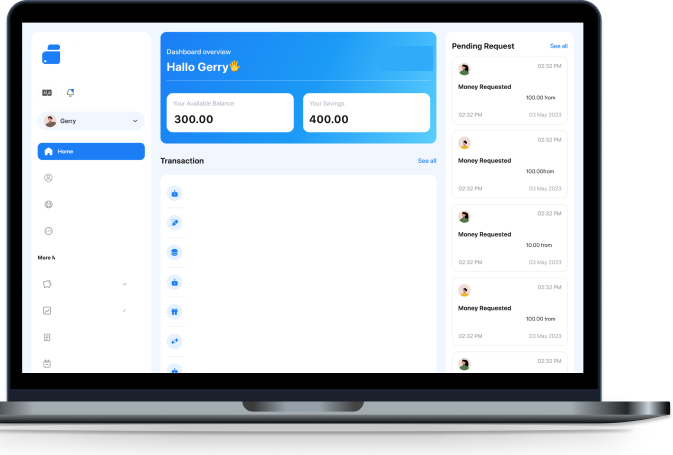 Gerry
Home
More M
Dashboard overview
Hallo Gerry🖐
Your Available Balance
300.00
Your Savings
400.00
Transaction
See all
Pending Request
See all
02:32 PM
Money Requested
100.00 from
02:32 PM
03 May 2023
02:32 PM
Money Requested
100.00from
02:32 PM
03 May 2023
02:32 PM
Money Requested
10.00 from
02:32 PM
03 May 2023
02:32 PM
Money Requested
100.00 from
02:32 PM
03 May 2023
02:32 PM
Money Requested